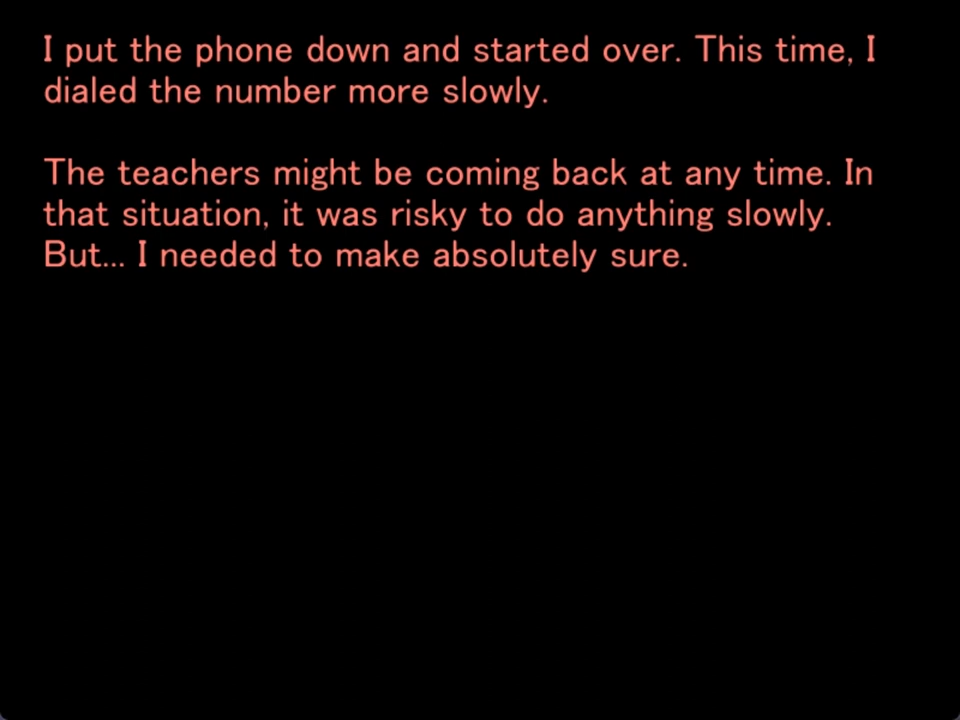 I put the phone down and started over. This time, I
dialed the number more slowly.
The teachers might be coming back at any time. In
that situation, it was risky to do anything slowly.
But... I needed to make absolutely sure.